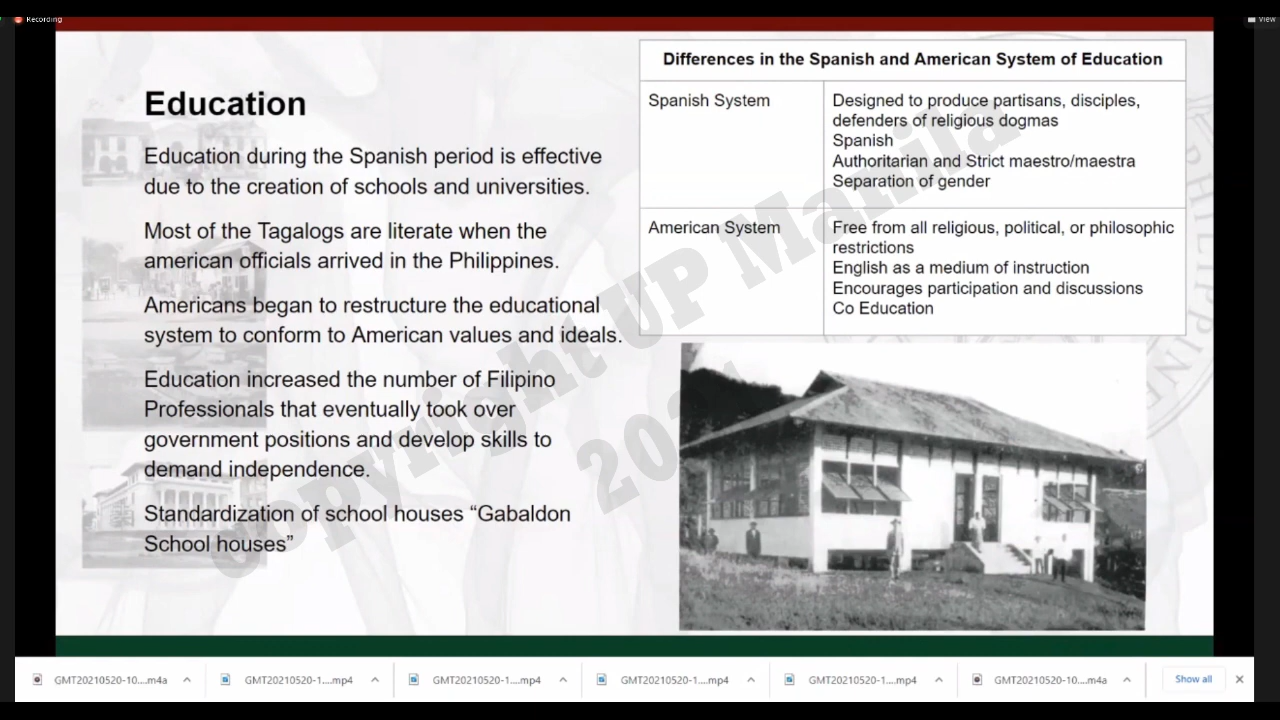 Recording
View
Education
Education during the Spanish period is effective
due to the creation of schools and universities.
Most of the Tagalogs are literate when the
american officials arrived in the Philippines.
Americans began to restructure the educational
system to conform to American values and ideals.
Education increased the number of Filipino
Professionals that eventually took over
government positions and develop skills to
demand independence.
Standardization of school houses “Gabaldon
School houses”
Differences in the Spanish and American System of Education
Spanish System
Designed to produce partisans, disciples,
defenders of religious dogmas
Spanish
Authoritarian and Strict maestro/maestra
Separation of gender
American System
Free from all religious, political, or philosophic
restrictions
English as a medium of instruction
Encourages participation and discussions
Co Education
Copyright UP Manila
GMT20210520-10....m4a
GMT20210520-1....mp4
GMT20210520-1....mp4
GMT20210520-1....mp4
GMT20210520-1....mp4
GMT20210520-10....m4a
Show all